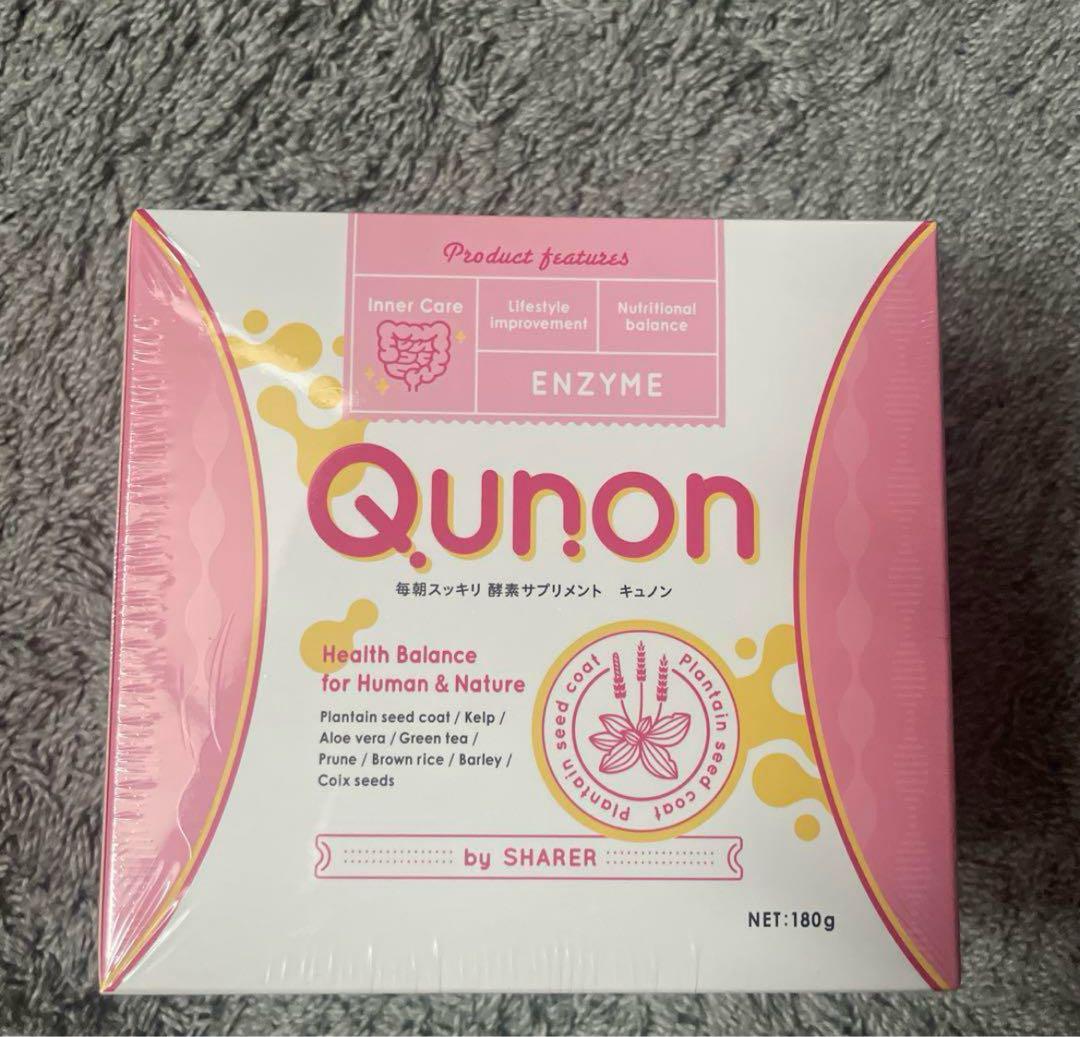 Product features
Inner Care
Lifestyle
improvement
Nutritional
balance
ENZYME
Qunon
毎朝スッキリ 酵素サプリメント　キュノン
Health Balance
for Human & Nature
Plantain seed coat / Kelp /
Aloe vera / Green tea /
Prune / Brown rice / Barley /
Coix seeds
Plantain seed coat Plantain seed coat
by SHARER
NET:180g